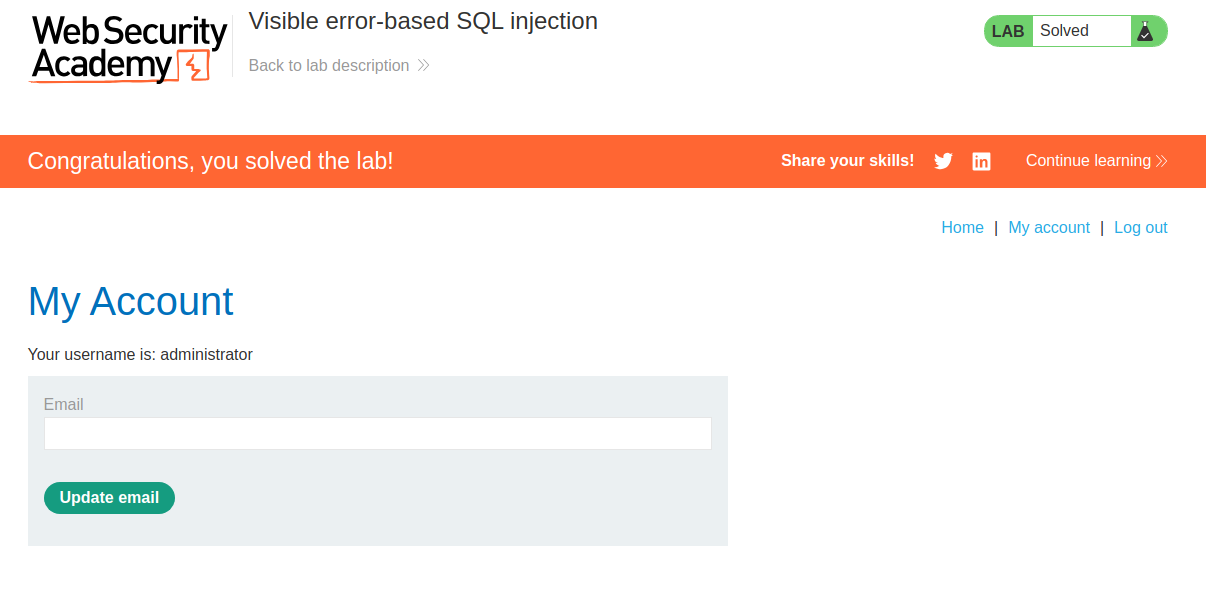 Web Security
Academy
Visible error-based SQL injection
Back to lab description
LAB Solved
Congratulations, you solved the lab!
Share your skills!
Continue learning
Home | My account | Log out
My Account
Your username is: administrator
Email
Update email